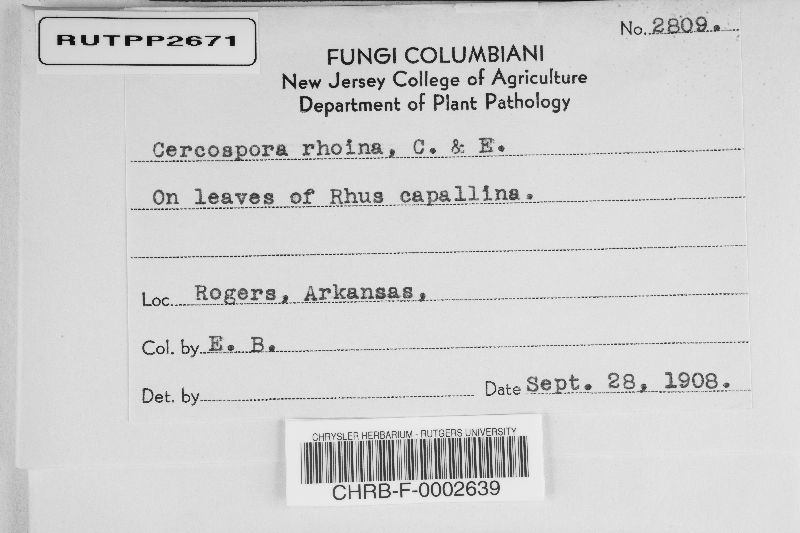 RUTPP2671
No. 2809.
FUNGI COLUMBIANI
New Jersey College of Agriculture
Department of Plant Pathology
Cercospora rhoina, C. & E.
On leaves of Rhus capallina.
Loc. Rogers, Arkansas,
Col. by E. B.
Det. by
Date Sept. 28, 1908.
CHRYSLER HERBARIUM - RUTGERS UNIVERSITY
CHRB-F-0002639